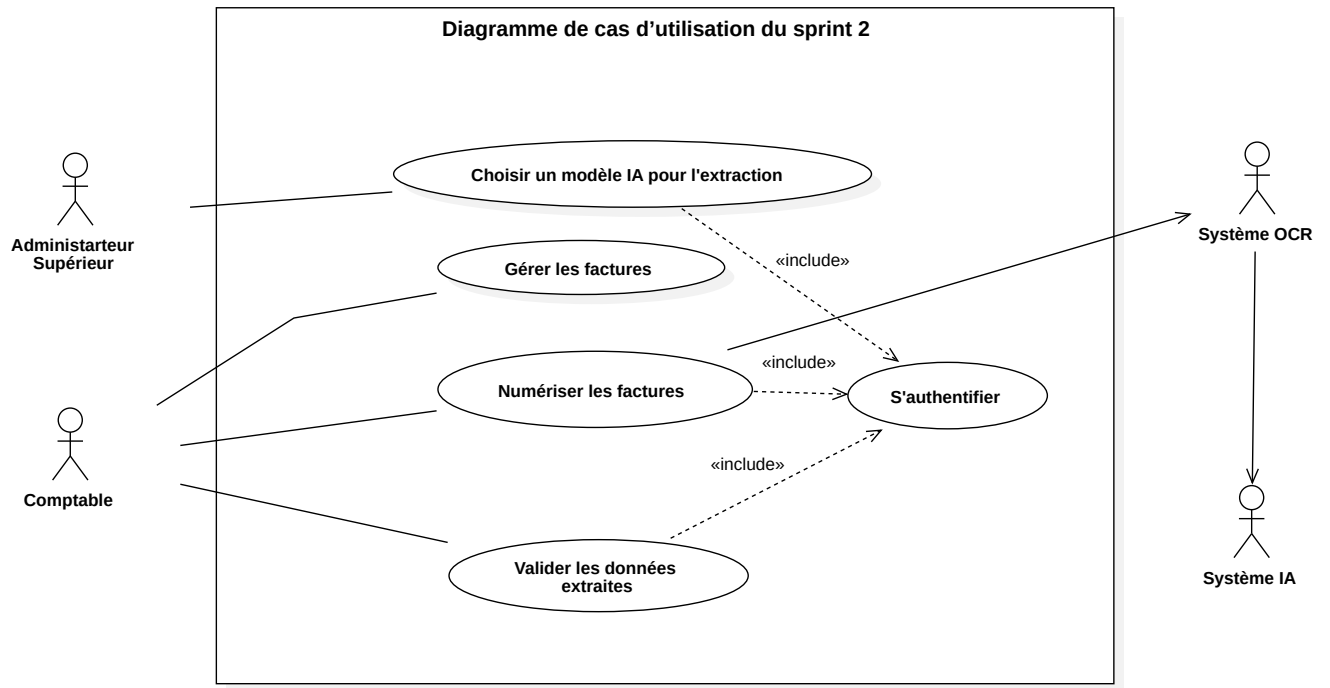 Diagramme de cas d’utilisation du sprint 2
Choisir un modèle IA pour l'extraction
Administarteur
Supérieur
Système OCR
«include»
Gérer les factures
«include»
Numériser les factures
S'authentifier
«include»
Comptable
Valider les données
extraites
Système IA